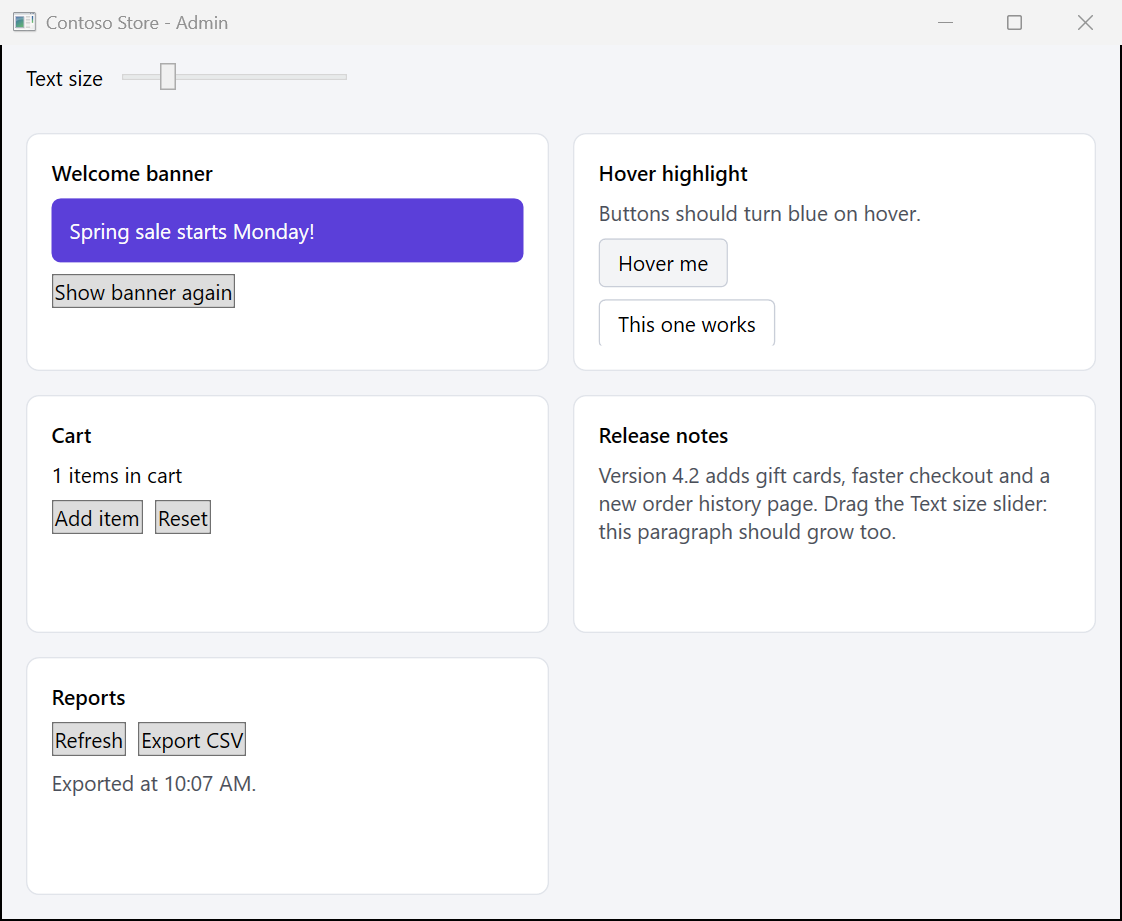 Contoso Store - Admin
Text size
Welcome banner
Spring sale starts Monday!
Show banner again
Hover highlight
Buttons should turn blue on hover.
Hover me
This one works
Cart
1 items in cart
Add item Reset
Release notes
Version 4.2 adds gift cards, faster checkout and a
new order history page. Drag the Text size slider:
this paragraph should grow too.
Reports
Refresh Export CSV
Exported at 10:07 AM.